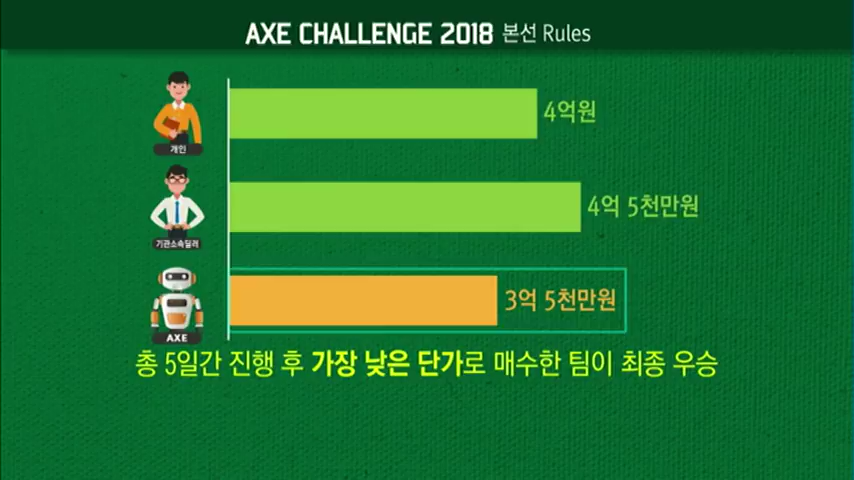 AXE CHALLENGE 2018 본선 Rules
개인
4억원
기관소속딜러
4억 5천만원
AXE
3억 5천만원
총 5일간 진행 후 가장 낮은 단가로 매수한 팀이 최종 우승